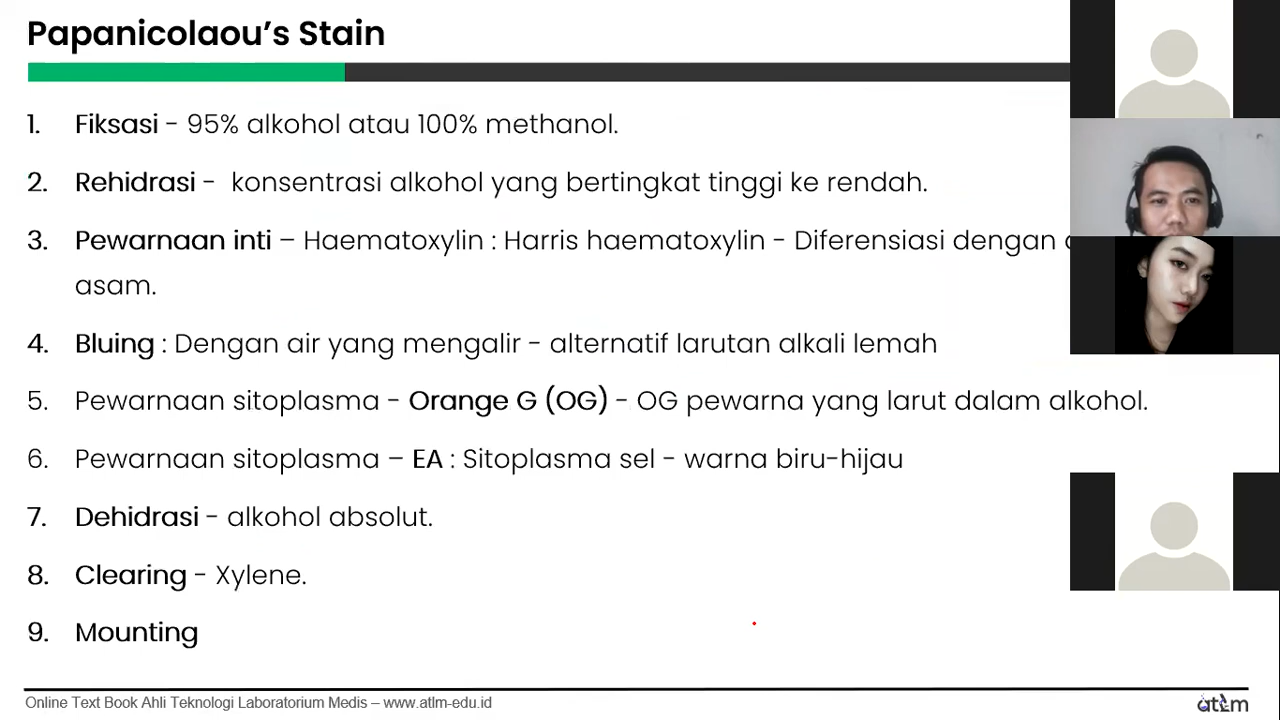 Papanicolaou's Stain
1. Fiksasi - 95% alkohol atau 100% methanol.
2. Rehidrasi - konsentrasi alkohol yang bertingkat tinggi ke rendah.
3. Pewarnaan inti – Haematoxylin : Harris haematoxylin - Diferensiasi dengan
asam.
4. Bluing : Dengan air yang mengalir - alternatif larutan alkali lemah
5. Pewarnaan sitoplasma - Orange G (OG) - OG pewarna yang larut dalam alkohol.
6. Pewarnaan sitoplasma – EA : Sitoplasma sel - warna biru-hijau
7. Dehidrasi - alkohol absolut.
8. Clearing - Xylene.
9. Mounting
Online Text Book Ahli Teknologi Laboratorium Medis – www.atlm-edu.id
atlm